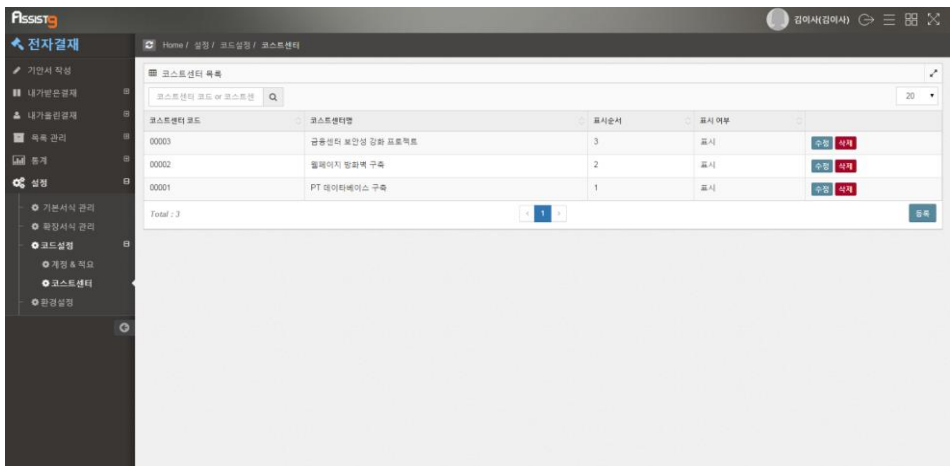 Assist9
김이사(김이사)
전자결재
Home / 설정 / 코드설정 / 코스트센터
기안서 작성
내가받은결재
내가올린결재
목록 관리
통계
설정
기본서식 관리
확장서식 관리
코드설정
계정 & 적요
코스트센터
환경설정
코스트센터 목록
코스트센터 코드 or 코스트센
20
코스트센터 코드 코스트센터명 표시순서 표시 여부
00003 금융센터 보안성 강화 프로젝트 3 표시 수정 삭제
00002 웹페이지 방화벽 구축 2 표시 수정 삭제
00001 PT 데이타베이스 구축 1 표시 수정 삭제
Total : 3 < 1 > 등록